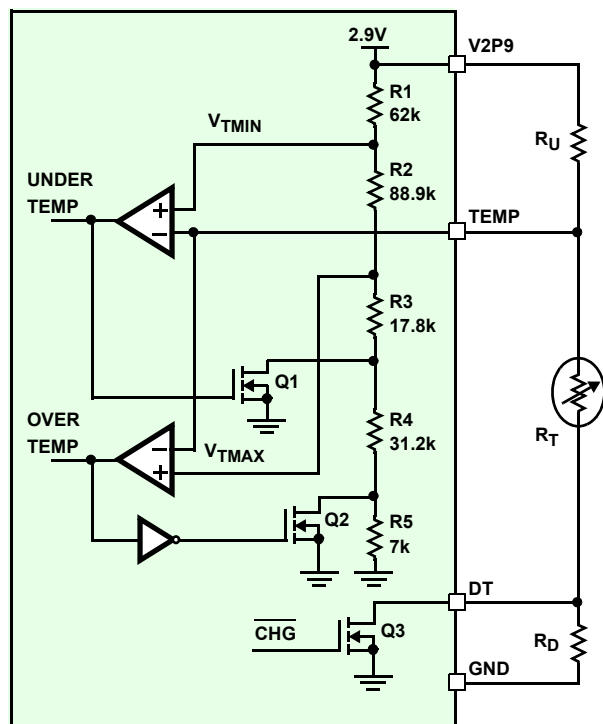 2.9V
V2P9
R1
62k
VTMIN
RU
R2
88.9k
UNDER
TEMP
+
−
TEMP
R3
17.8k
Q1
RT
OVER
TEMP
−
+
VTMAX
R4
31.2k
Q2
R5
7k
DT
CHG
Q3
RD
GND